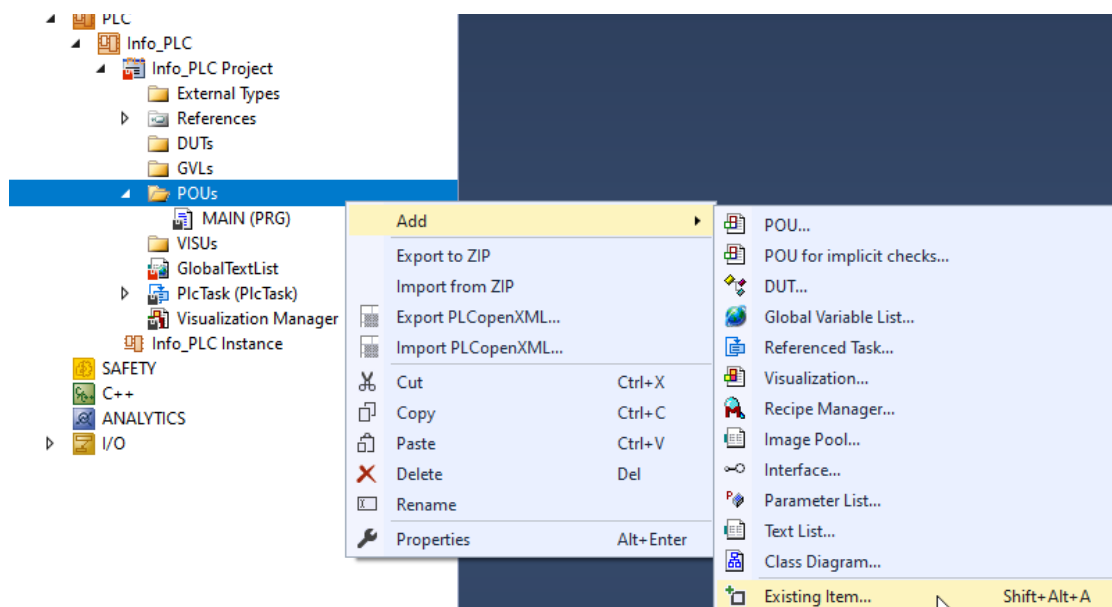 PLC
Info_PLC
Info_PLC Project
External Types
References
DUTs
GVLs
POUs
MAIN (PRG)
VISUs
GlobalTextList
PlcTask (PlcTask)
Visualization Manager
Info_PLC Instance
SAFETY
C++
ANALYTICS
I/O
Add
Export to ZIP
Import from ZIP
Export PLCopenXML...
Import PLCopenXML...
Cut Ctrl+X
Copy Ctrl+C
Paste Ctrl+V
Delete Del
Rename
Properties Alt+Enter
POU...
POU for implicit checks...
DUT...
Global Variable List...
Referenced Task...
Visualization...
Recipe Manager...
Image Pool...
Interface...
Parameter List...
Text List...
Class Diagram...
Existing Item... Shift+Alt+A